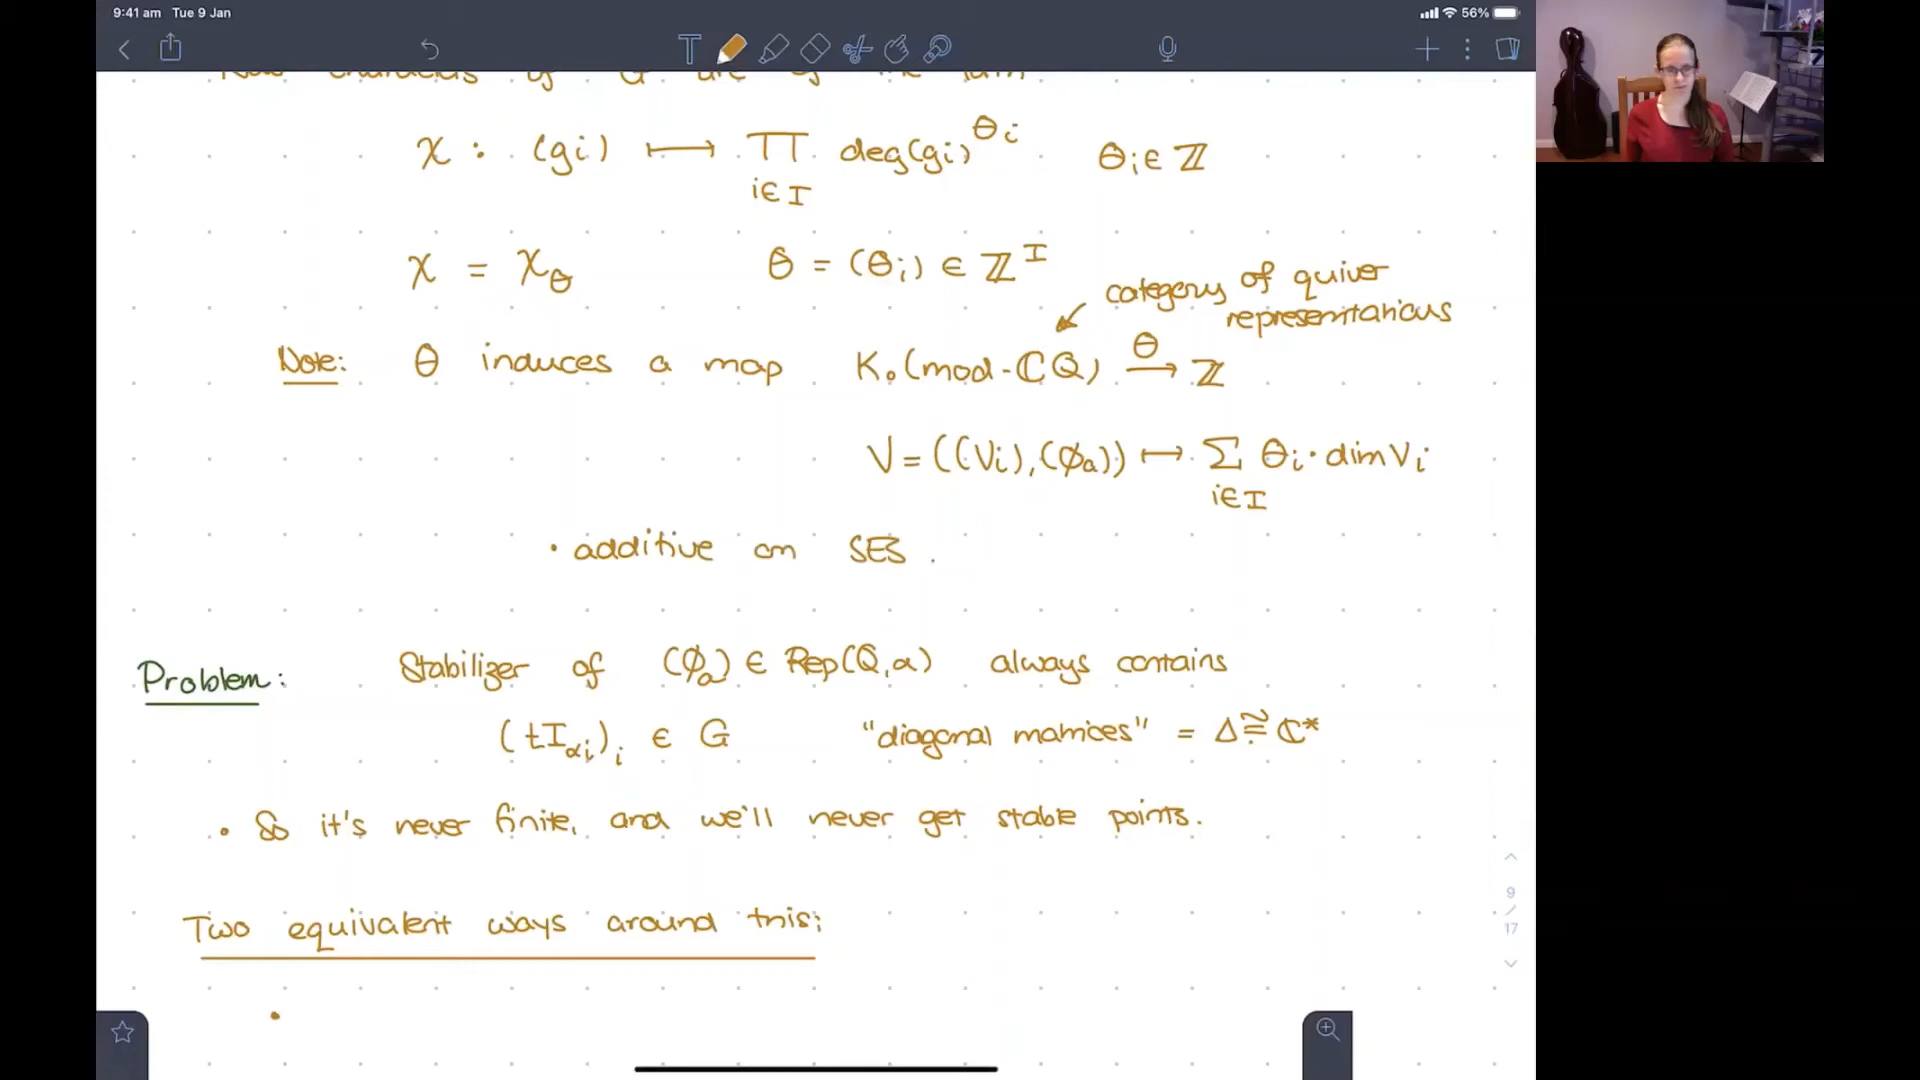 9:41 am Tue 9 Jan
56%
χ : (gi) ⟼ ∏ deg(gi)^θi θi ∈ ℤ
i∈I
χ = χ_θ θ = (θi) ∈ ℤ^I
category of quiver
representations
Note: θ induces a map K₀(mod-ℂQ) →^θ ℤ
V = ((Vi), (ϕa)) ⟼ ∑ θi · dim Vi
i∈I
• additive on SES.
Problem: Stabilizer of (ϕa) ∈ Rep(Q,α) always contains
(tI_αi)i ∈ G "diagonal matrices" = Δ ≅ ℂ*
• So it's never finite, and we'll never get stable points.
Two equivalent ways around this:
•
9
/
17